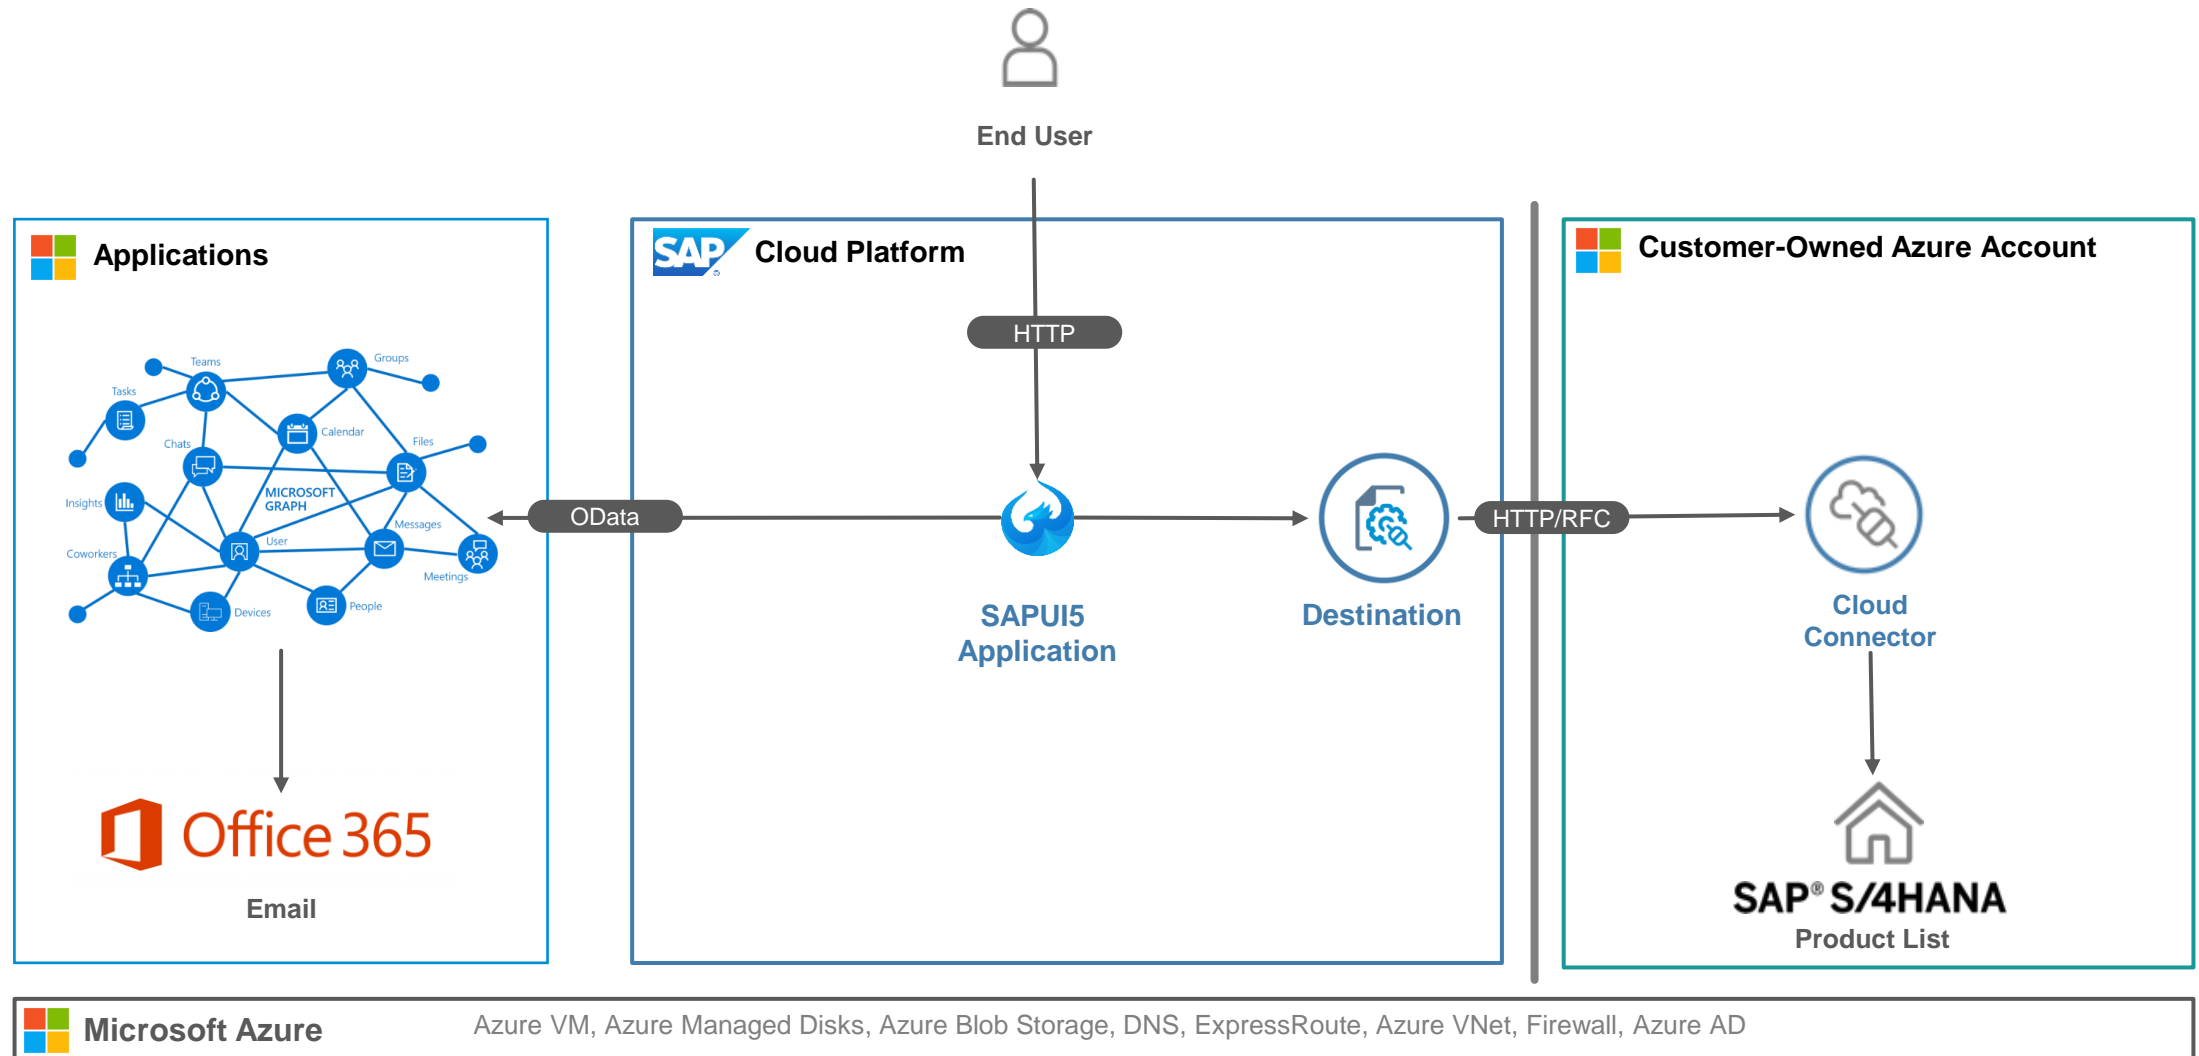 End User
Applications
SAP
Cloud Platform
Customer-Owned Azure Account
HTTP
Teams
Groups
Tasks
Calendar
Chats
Files
MICROSOFT
GRAPH
Insights
Messages
User
Coworkers
Meetings
People
Devices
OData
HTTP/RFC
SAPUI5
Application
Destination
Cloud
Connector
Office 365
Email
SAP® S/4HANA
Product List
Microsoft Azure
Azure VM, Azure Managed Disks, Azure Blob Storage, DNS, ExpressRoute, Azure VNet, Firewall, Azure AD